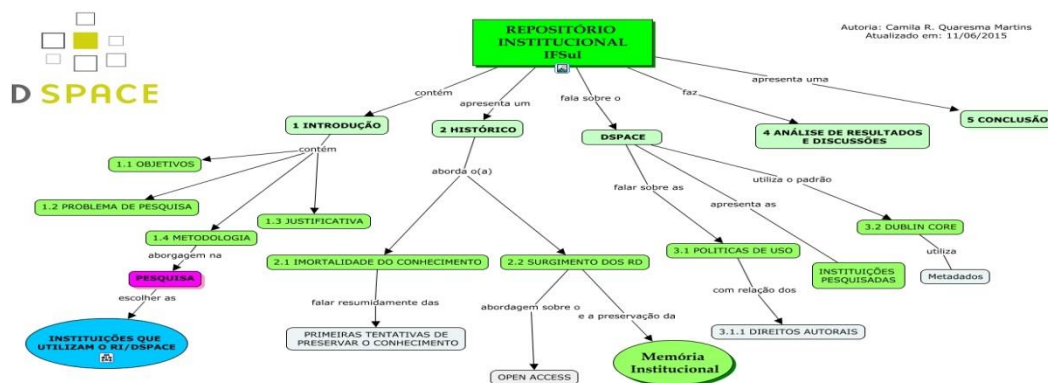 REPOSITÓRIO
INSTITUCIONAL
IFSul
Autoria: Camila R. Quaresma Martins
Atualizado em: 11/06/2015
DSPACE
contém
apresenta um
fala sobre o
faz
apresenta uma
1 INTRODUÇÃO
2 HISTÓRICO
DSPACE
4 ANÁLISE DE RESULTADOS
E DISCUSSÕES
5 CONCLUSÃO
contém
1.1 OBJETIVOS
1.2 PROBLEMA DE PESQUISA
1.3 JUSTIFICATIVA
1.4 METODOLOGIA
aborgagem na
PESQUISA
escolher as
INSTITUIÇÕES QUE
UTILIZAM O RI/DSPACE
aborda o(a)
2.1 IMORTALIDADE DO CONHECIMENTO
falar resumidamente das
PRIMEIRAS TENTATIVAS DE
PRESERVAR O CONHECIMENTO
2.2 SURGIMENTO DOS RD
abordagem sobre o
OPEN ACCESS
e a preservação da
Memória
Institucional
falar sobre as
3.1 POLITICAS DE USO
com relação dos
3.1.1 DIREITOS AUTORAIS
apresenta as
INSTITUIÇÕES
PESQUISADAS
utiliza o padrão
3.2 DUBLIN CORE
utiliza
Metadados